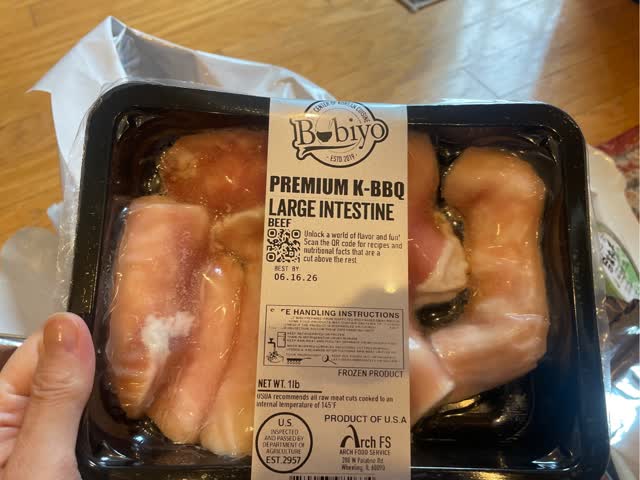 CENTER OF KOREAN CUISINE
Bobiyo
ESTD 2019
PREMIUM K-BBQ
LARGE INTESTINE
BEEF
Unlock a world of flavor and fun!
Scan the QR code for recipes and
nutritional facts that are a
cut above the rest
BEST BY
06.16.26
E HANDLING INSTRUCTIONS
FROZEN PRODUCT
NET WT. 1lb
USDA recommends all raw meat cuts cooked to an
internal temperature of 145°F
PRODUCT OF U.S.A
U.S.
INSPECTED
AND PASSED BY
DEPARTMENT OF
AGRICULTURE
EST.2957
Arch FS
ARCH FOOD SERVICE
Wheeling, IL 60090